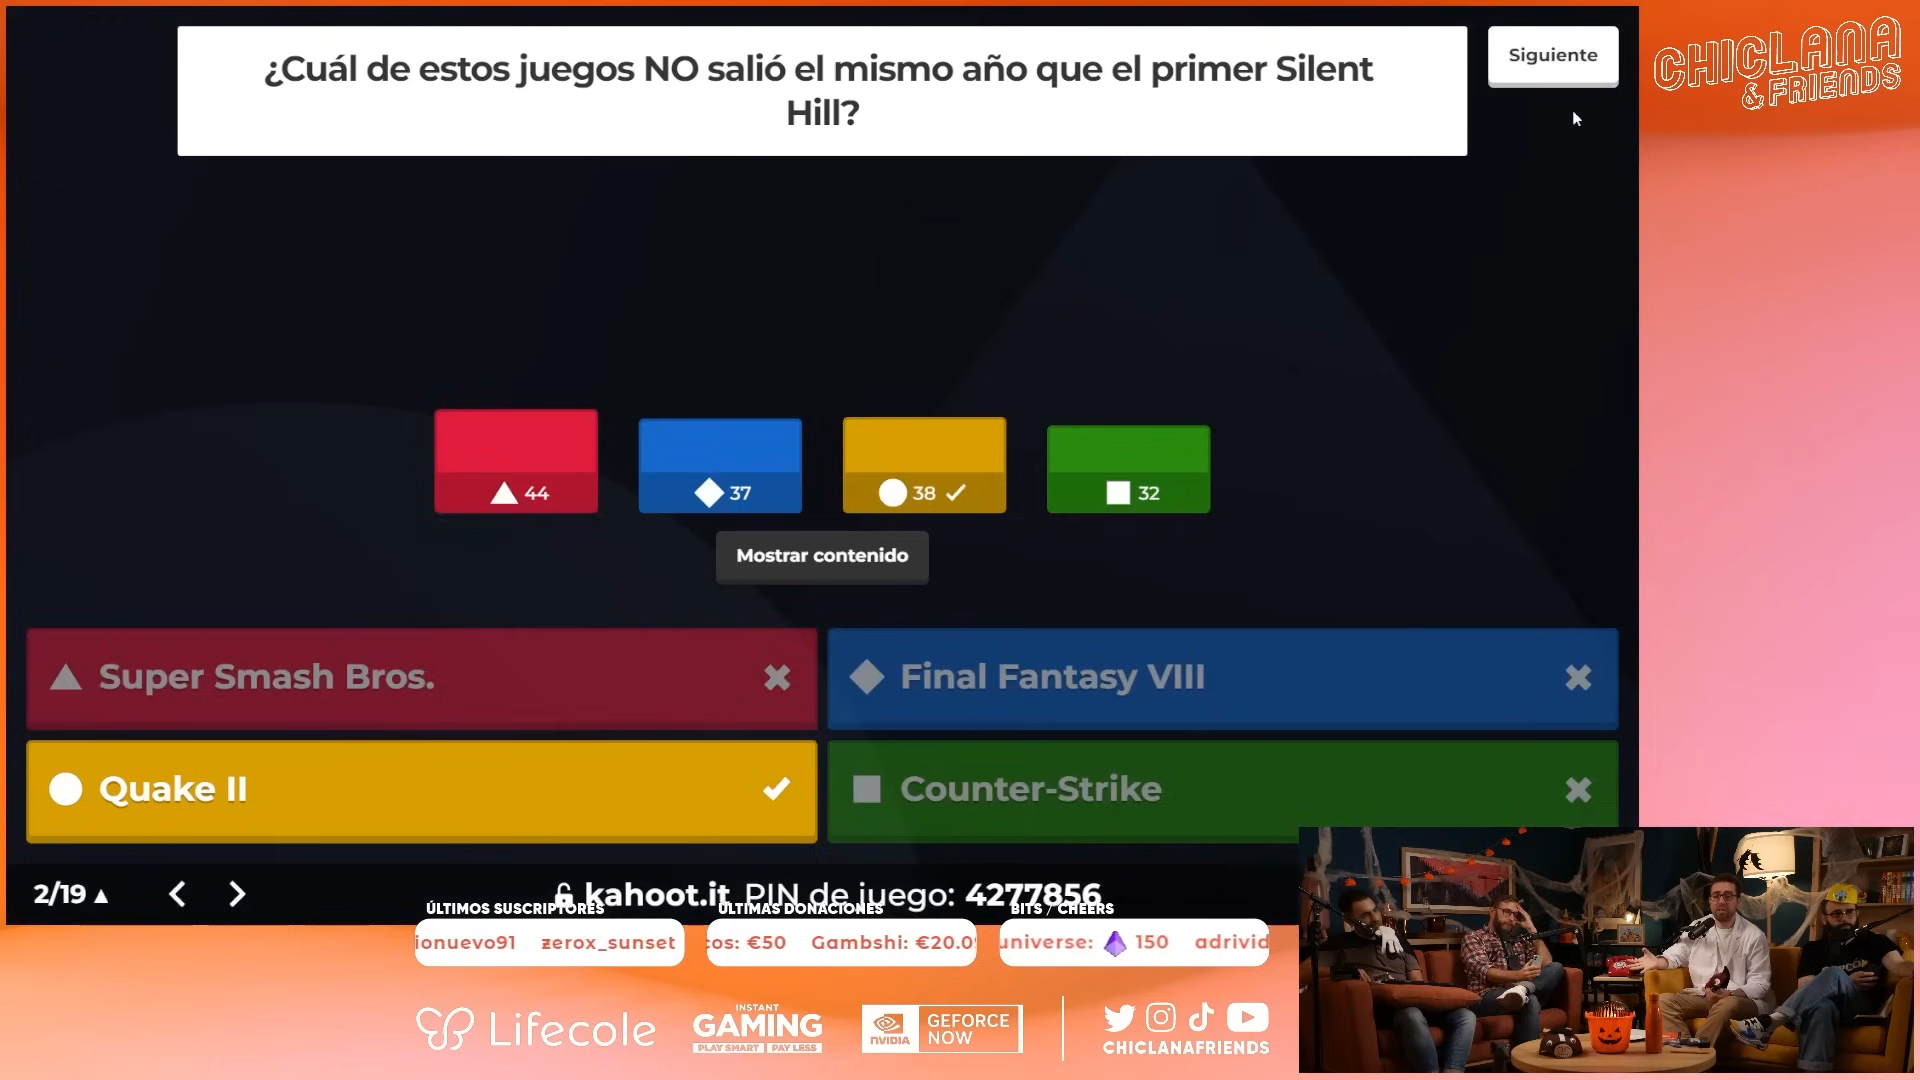 ¿Cuál de estos juegos NO salió el mismo año que el primer Silent
Hill?
Siguiente
CHICLANA
& FRIENDS
44
37
38
32
Mostrar contenido
Super Smash Bros.
Final Fantasy VIII
Quake II
Counter-Strike
2/19
kahoot.it PIN de juego: 4277856
ÚLTIMOS SUSCRIPTORES
ÚLTIMAS DONACIONES
BITS / CHEERS
ionuevo91 zerox_sunset
cos: €50 Gambshi: €20.0
universe: 150 adrivid
Lifecole
INSTANT
GAMING
PLAY SMART PAY LESS
NVIDIA
GEFORCE
NOW
CHICLANAFRIENDS